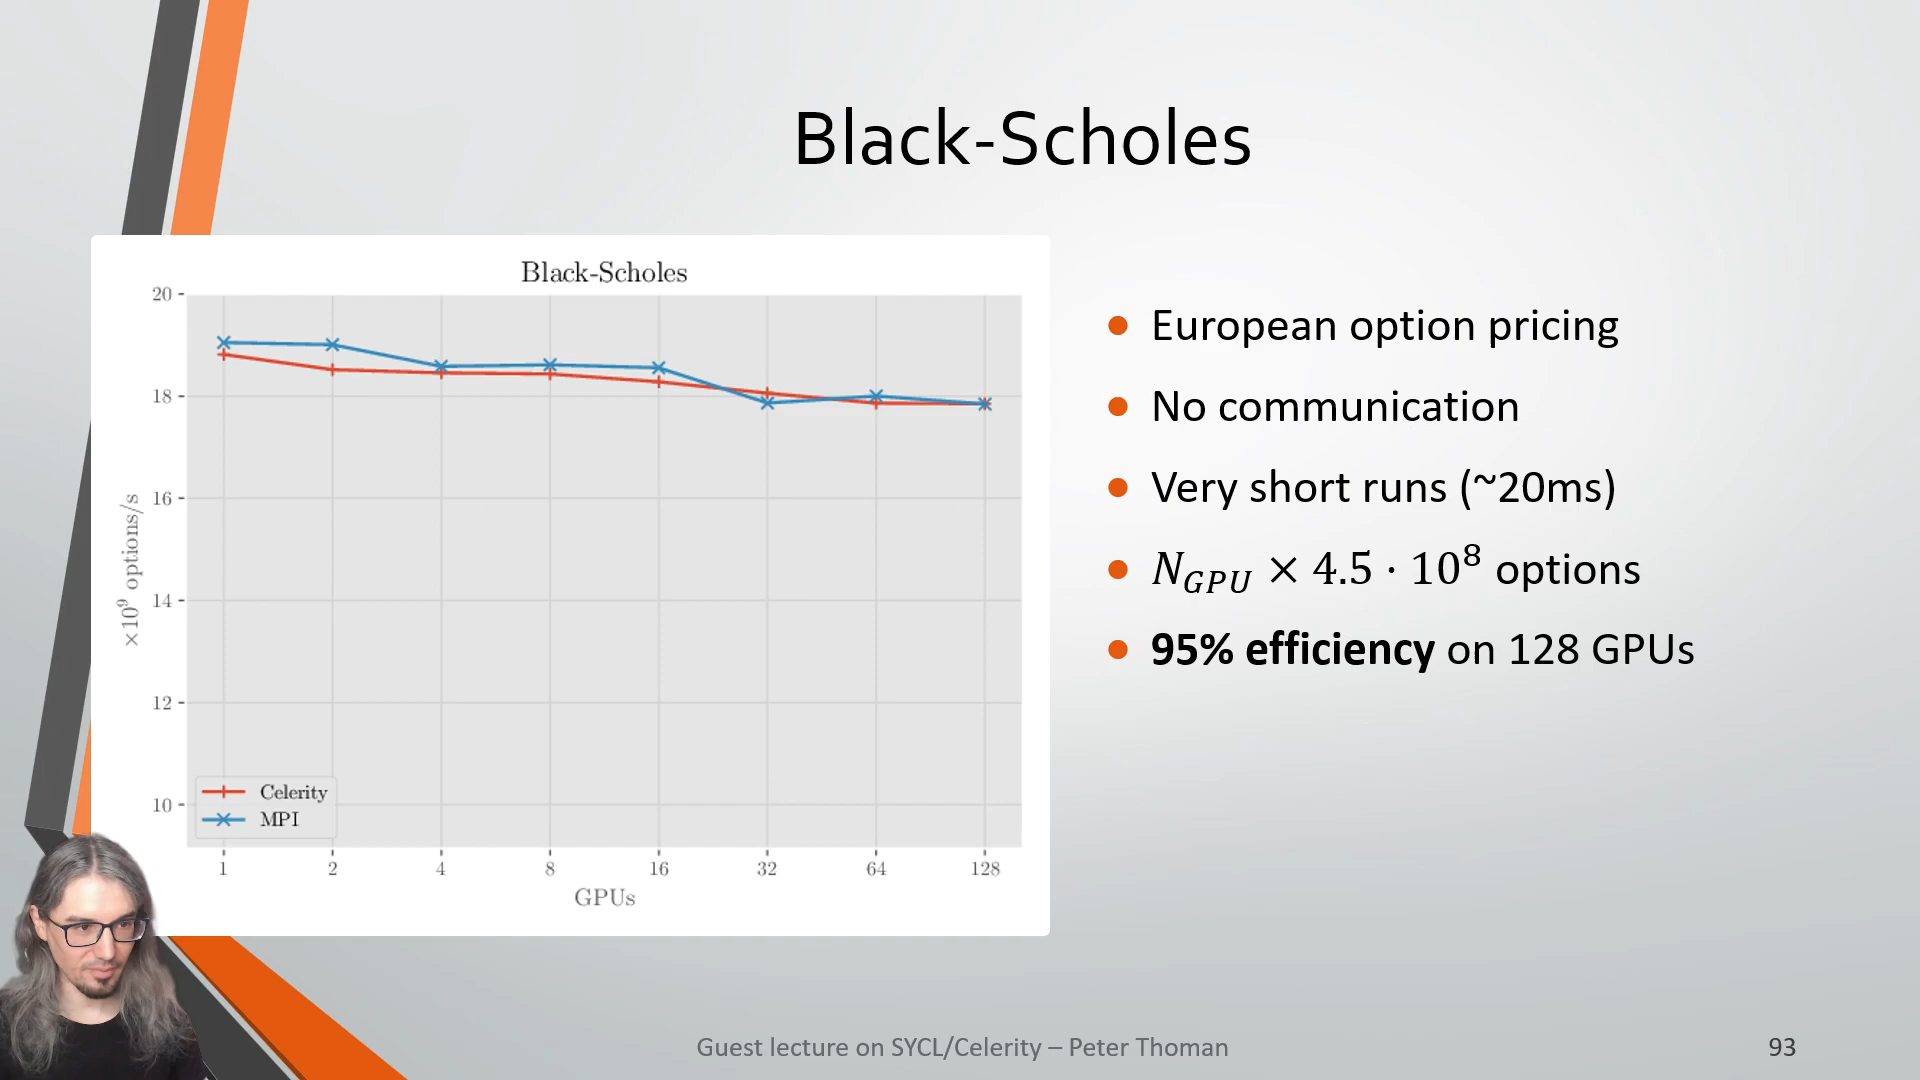 Black-Scholes
Black-Scholes
20
18
16
14
12
10
×10⁹ options/s
Celerity
MPI
1 2 4 8 16 32 64 128
GPUs
European option pricing
No communication
Very short runs (~20ms)
N_GPU × 4.5 · 10⁸ options
95% efficiency on 128 GPUs
Guest lecture on SYCL/Celerity – Peter Thoman
93